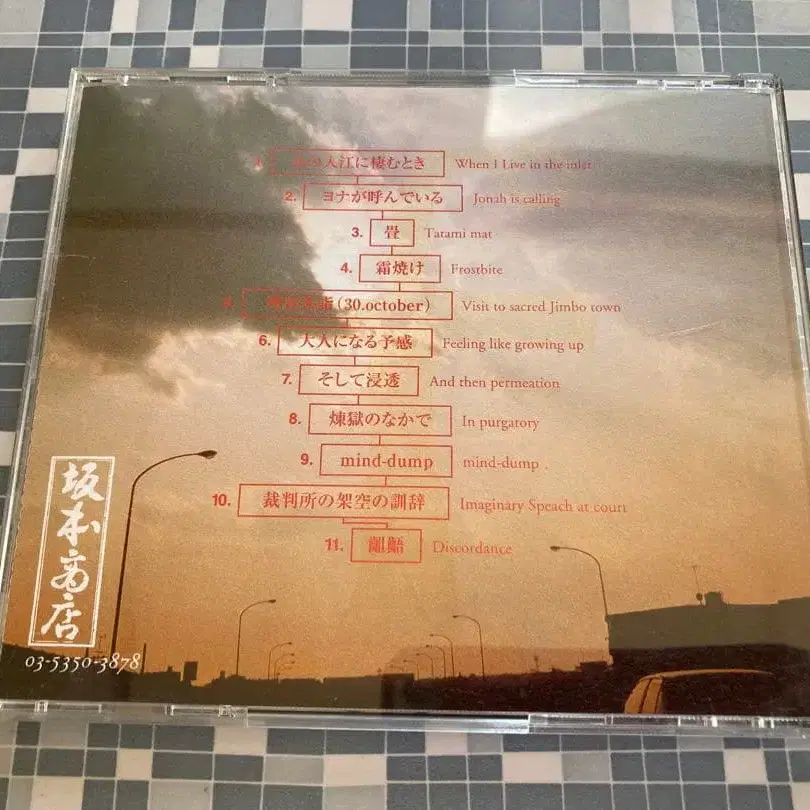 1. 入江に棲むとき When I Live in the inlet
2. ヨナが呼んでいる Jonah is calling
3. 畳 Tatami mat
4. 霜焼け Frostbite
5. (30.october) Visit to sacred Jimbo town
6. 大人になる予感 Feeling like growing up
7. そして浸透 And then permeation
8. 煉獄のなかで In purgatory
9. mind-dump mind-dump .
10. 裁判所の架空の訓辞 Imaginary Speach at court
11. 齟齬 Discordance
坂本商店
03-5350-3878